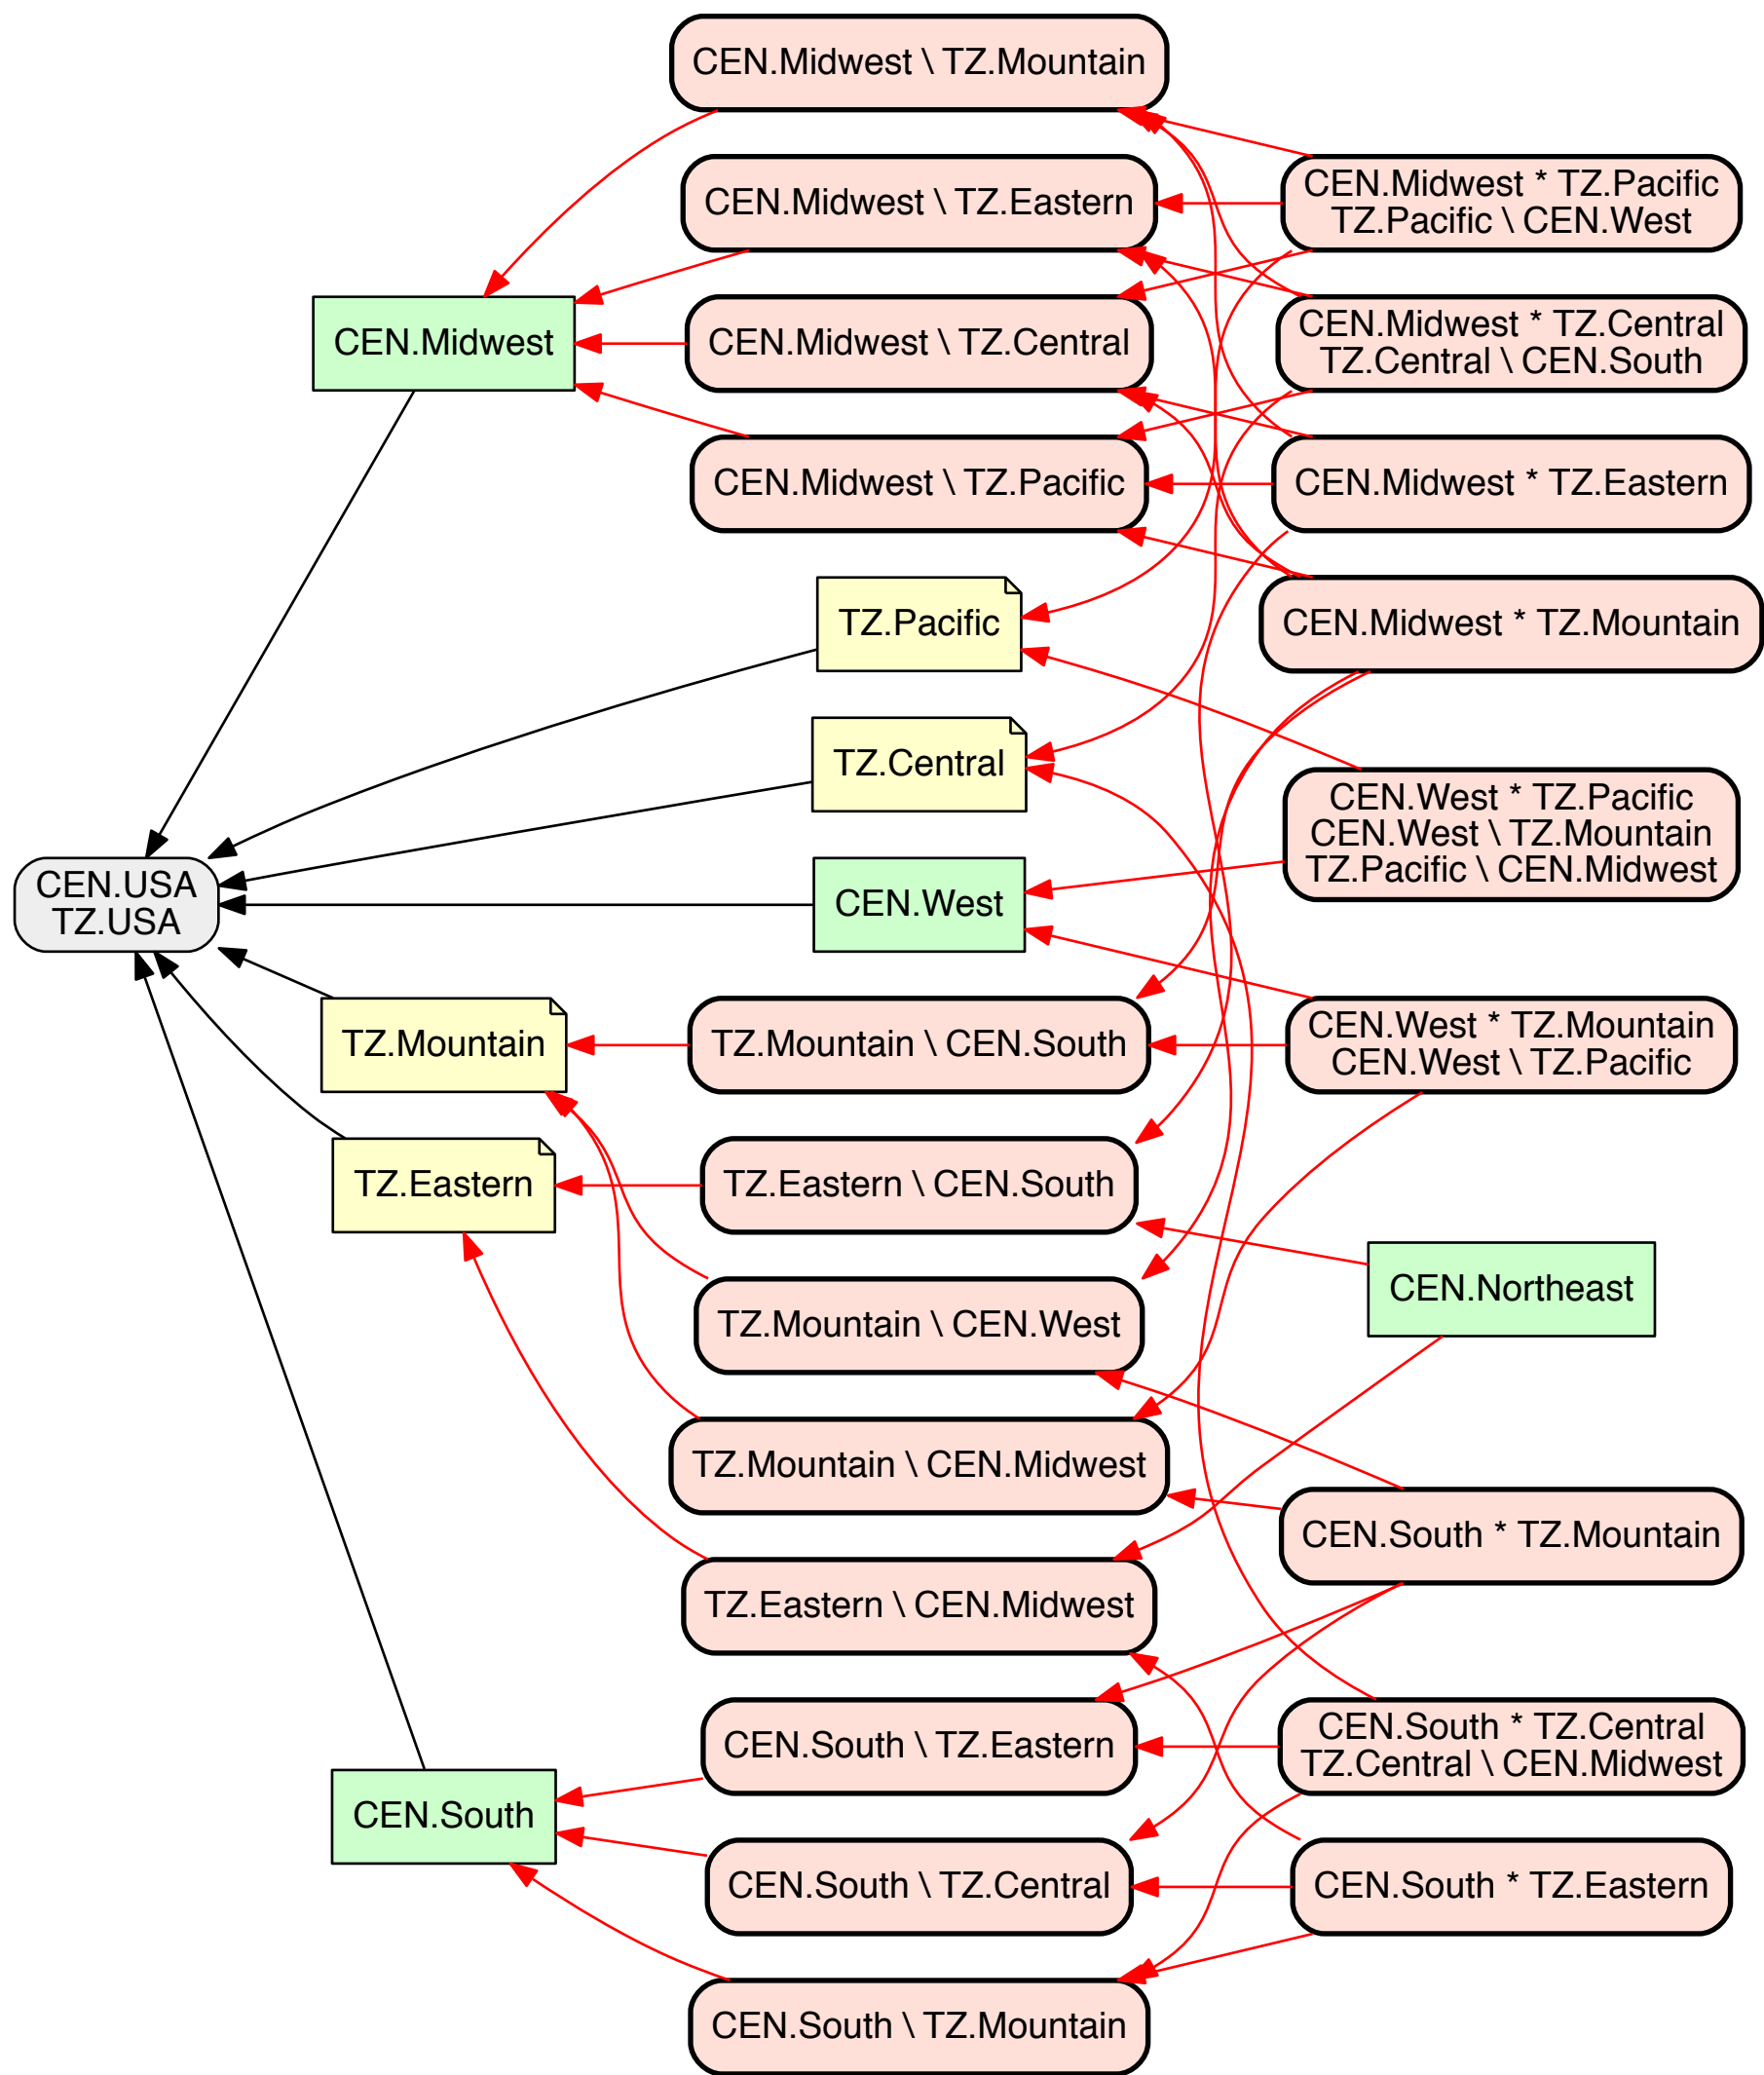 CEN.Midwest \ TZ.Mountain
CEN.Midwest \ TZ.Eastern
CEN.Midwest * TZ.Pacific
TZ.Pacific \ CEN.West
CEN.Midwest
CEN.Midwest \ TZ.Central
CEN.Midwest * TZ.Central
TZ.Central \ CEN.South
CEN.Midwest \ TZ.Pacific
CEN.Midwest * TZ.Eastern
TZ.Pacific
CEN.Midwest * TZ.Mountain
TZ.Central
CEN.West * TZ.Pacific
CEN.West \ TZ.Mountain
TZ.Pacific \ CEN.Midwest
CEN.USA
TZ.USA
CEN.West
TZ.Mountain
TZ.Mountain \ CEN.South
CEN.West * TZ.Mountain
CEN.West \ TZ.Pacific
TZ.Eastern
TZ.Eastern \ CEN.South
CEN.Northeast
TZ.Mountain \ CEN.West
TZ.Mountain \ CEN.Midwest
CEN.South * TZ.Mountain
TZ.Eastern \ CEN.Midwest
CEN.South \ TZ.Eastern
CEN.South * TZ.Central
TZ.Central \ CEN.Midwest
CEN.South
CEN.South \ TZ.Central
CEN.South * TZ.Eastern
CEN.South \ TZ.Mountain